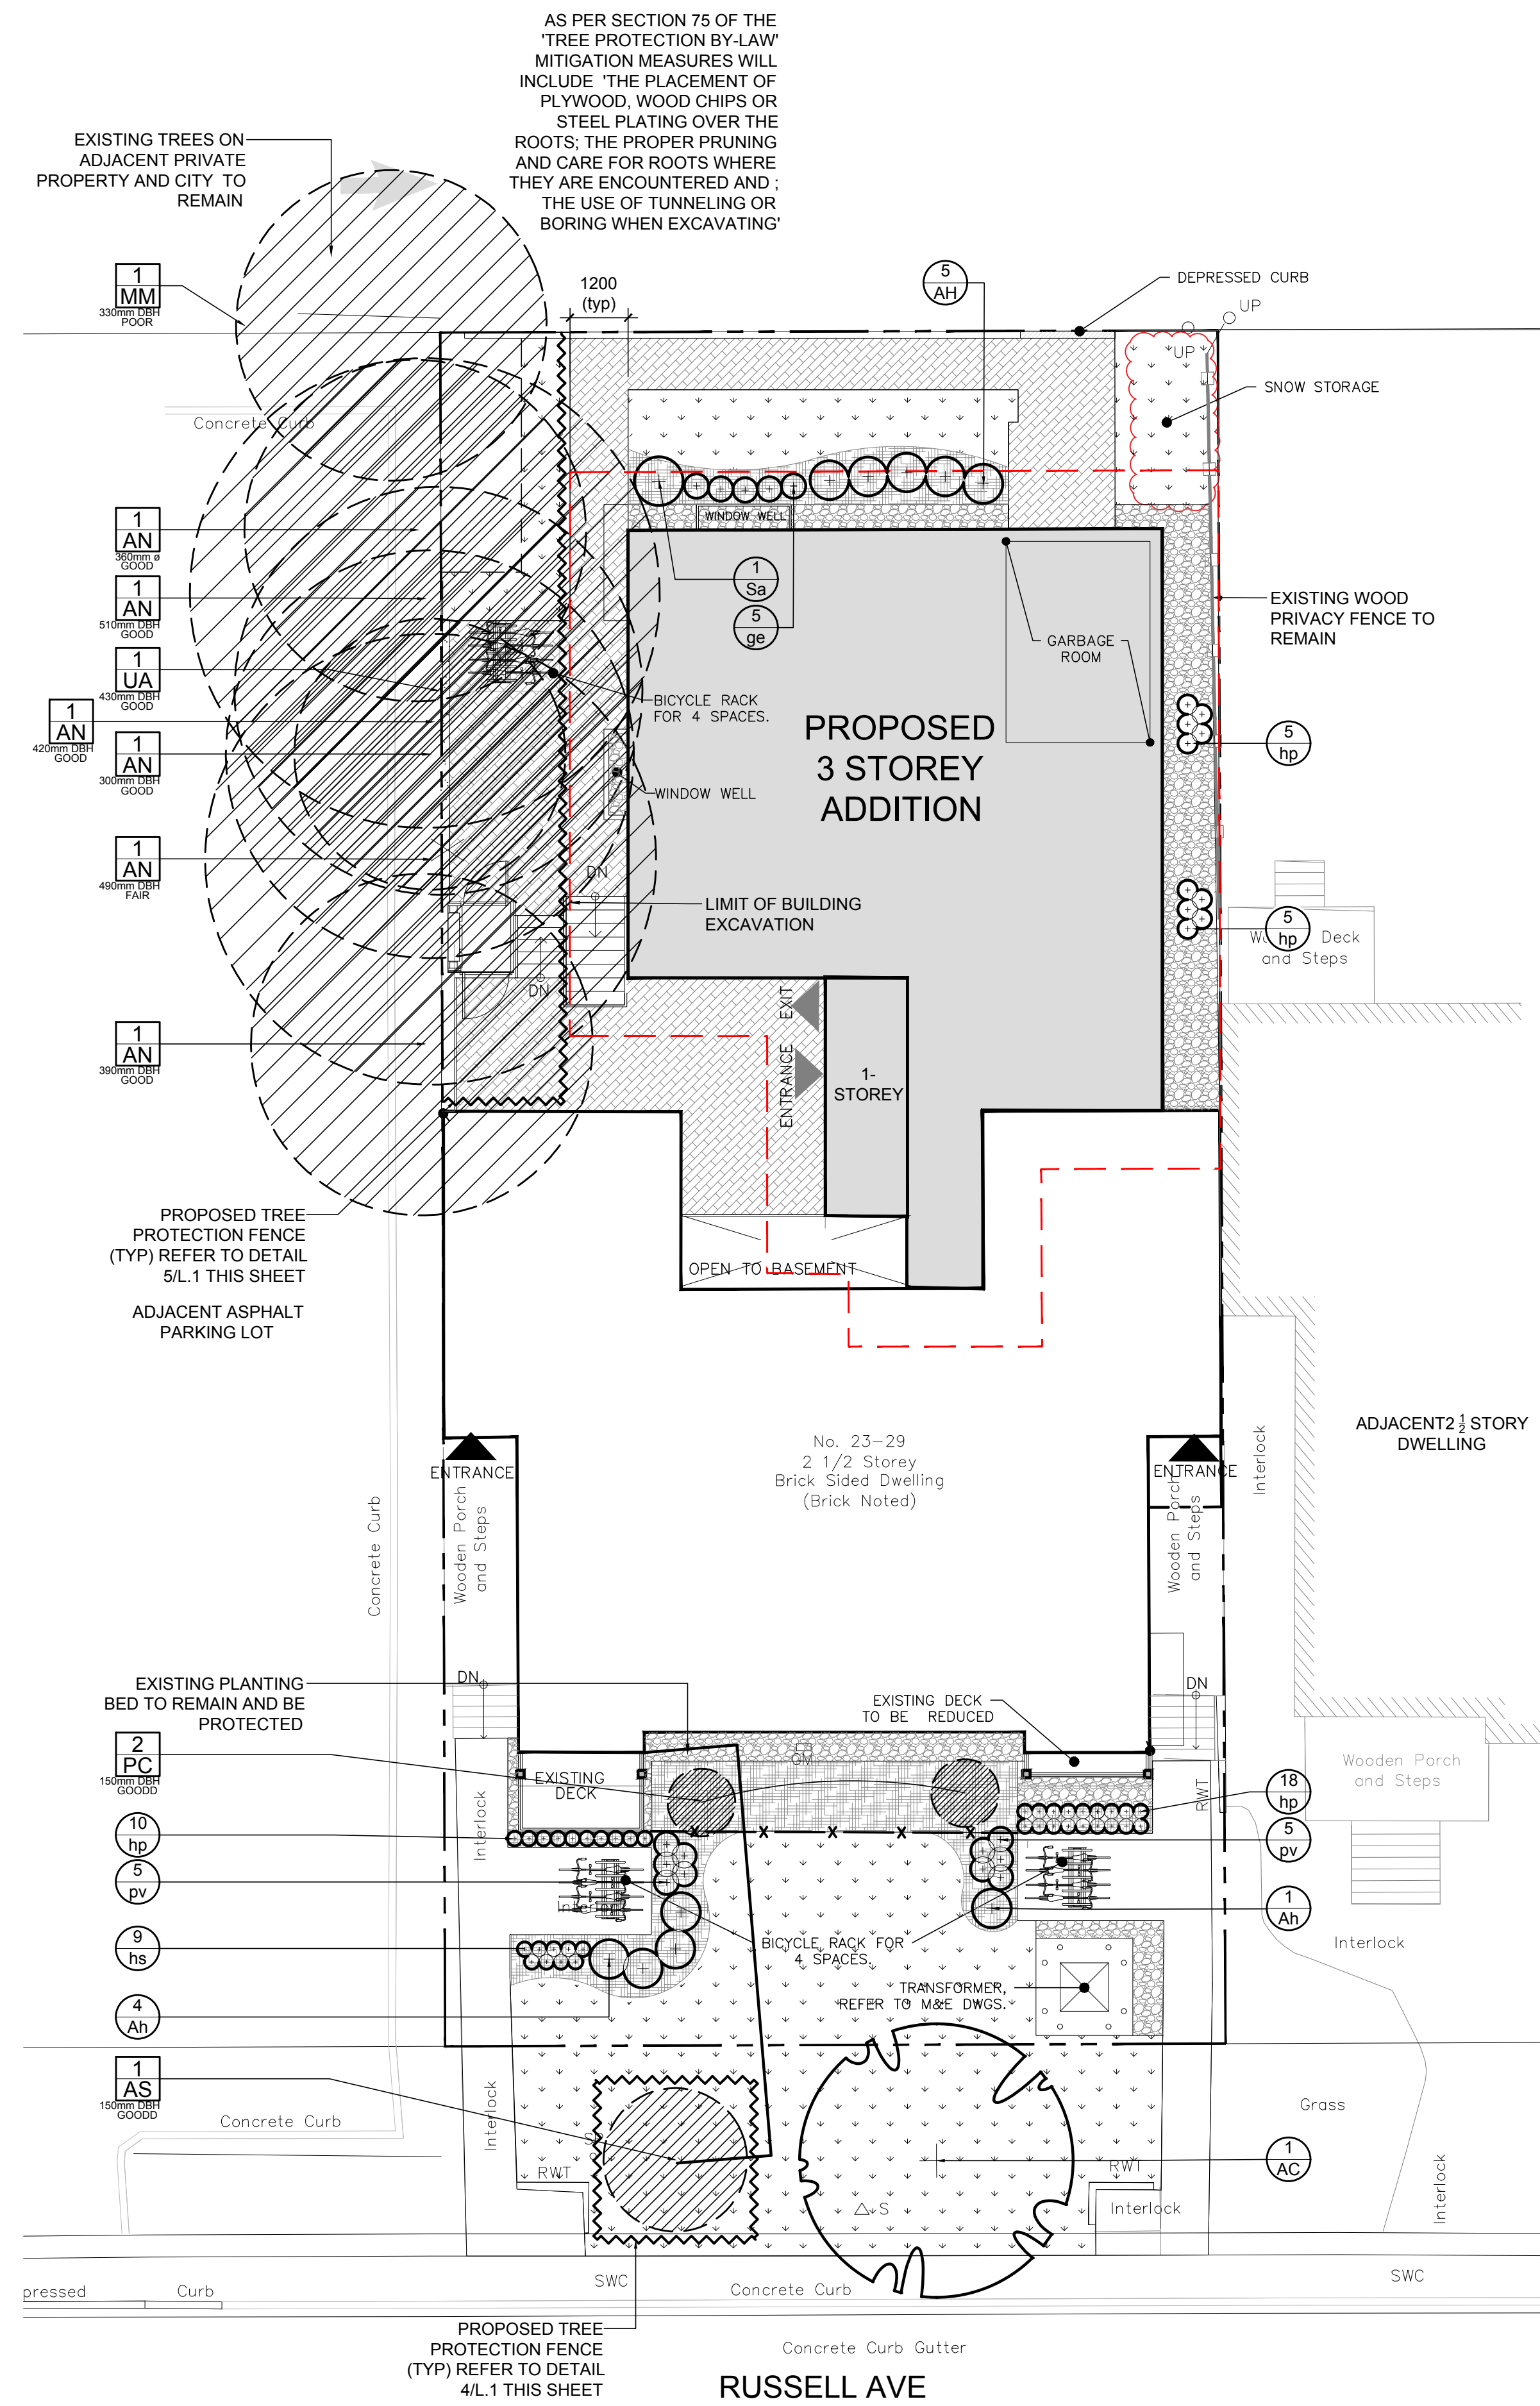 AS PER SECTION 75 OF THE
'TREE PROTECTION BY-LAW'
MITIGATION MEASURES WILL
INCLUDE 'THE PLACEMENT OF
PLYWOOD, WOOD CHIPS OR
STEEL PLATING OVER THE
ROOTS; THE PROPER PRUNING
AND CARE FOR ROOTS WHERE
THEY ARE ENCOUNTERED AND ;
THE USE OF TUNNELING OR
BORING WHEN EXCAVATING'
EXISTING TREES ON
ADJACENT PRIVATE
PROPERTY AND CITY TO
REMAIN
1
MM
330mm DBH
POOR
1200
(typ)
5
AH
DEPRESSED CURB
UP
UP
SNOW STORAGE
Concrete Curb
1
AN
360mm ø
GOOD
WINDOW WELL
1
Sa
5
ge
1
AN
510mm DBH
GOOD
EXISTING WOOD
PRIVACY FENCE TO
REMAIN
GARBAGE
ROOM
1
UA
430mm DBH
GOOD
BICYCLE RACK
FOR 4 SPACES.
1
AN
420mm DBH
GOOD
1
AN
300mm DBH
GOOD
PROPOSED
3 STOREY
ADDITION
5
hp
WINDOW WELL
1
AN
490mm DBH
FAIR
DN
LIMIT OF BUILDING
EXCAVATION
5
hp
Deck
and Steps
DN
EXIT
ENTRANCE
1-
STOREY
1
AN
390mm DBH
GOOD
PROPOSED TREE
PROTECTION FENCE
(TYP) REFER TO DETAIL
5/L.1 THIS SHEET
OPEN TO BASEMENT
ADJACENT ASPHALT
PARKING LOT
ADJACENT2 1/2 STORY
DWELLING
No. 23-29
2 1/2 Storey
Brick Sided Dwelling
(Brick Noted)
ENTRANCE
ENTRANCE
Interlock
Concrete Curb
Wooden Porch
and Steps
Wooden Porch
and Steps
DN
DN
EXISTING PLANTING
BED TO REMAIN AND BE
PROTECTED
EXISTING DECK
TO BE REDUCED
2
PC
150mm DBH
GOODD
EXISTING
DECK
GM
Wooden Porch
and Steps
RWT
18
hp
10
hp
Interlock
5
pv
5
pv
1
Ah
Interlock
9
hs
BICYCLE RACK FOR
4 SPACES.
Interlock
TRANSFORMER,
REFER TO M&E DWGS.
4
Ah
1
AS
150mm DBH
GOODD
Concrete Curb
Interlock
Grass
RWT
RWT
1
AC
S
Interlock
Interlock
SWC
SWC
pressed
Curb
Concrete Curb
PROPOSED TREE
PROTECTION FENCE
(TYP) REFER TO DETAIL
4/L.1 THIS SHEET
Concrete Curb Gutter
RUSSELL AVE